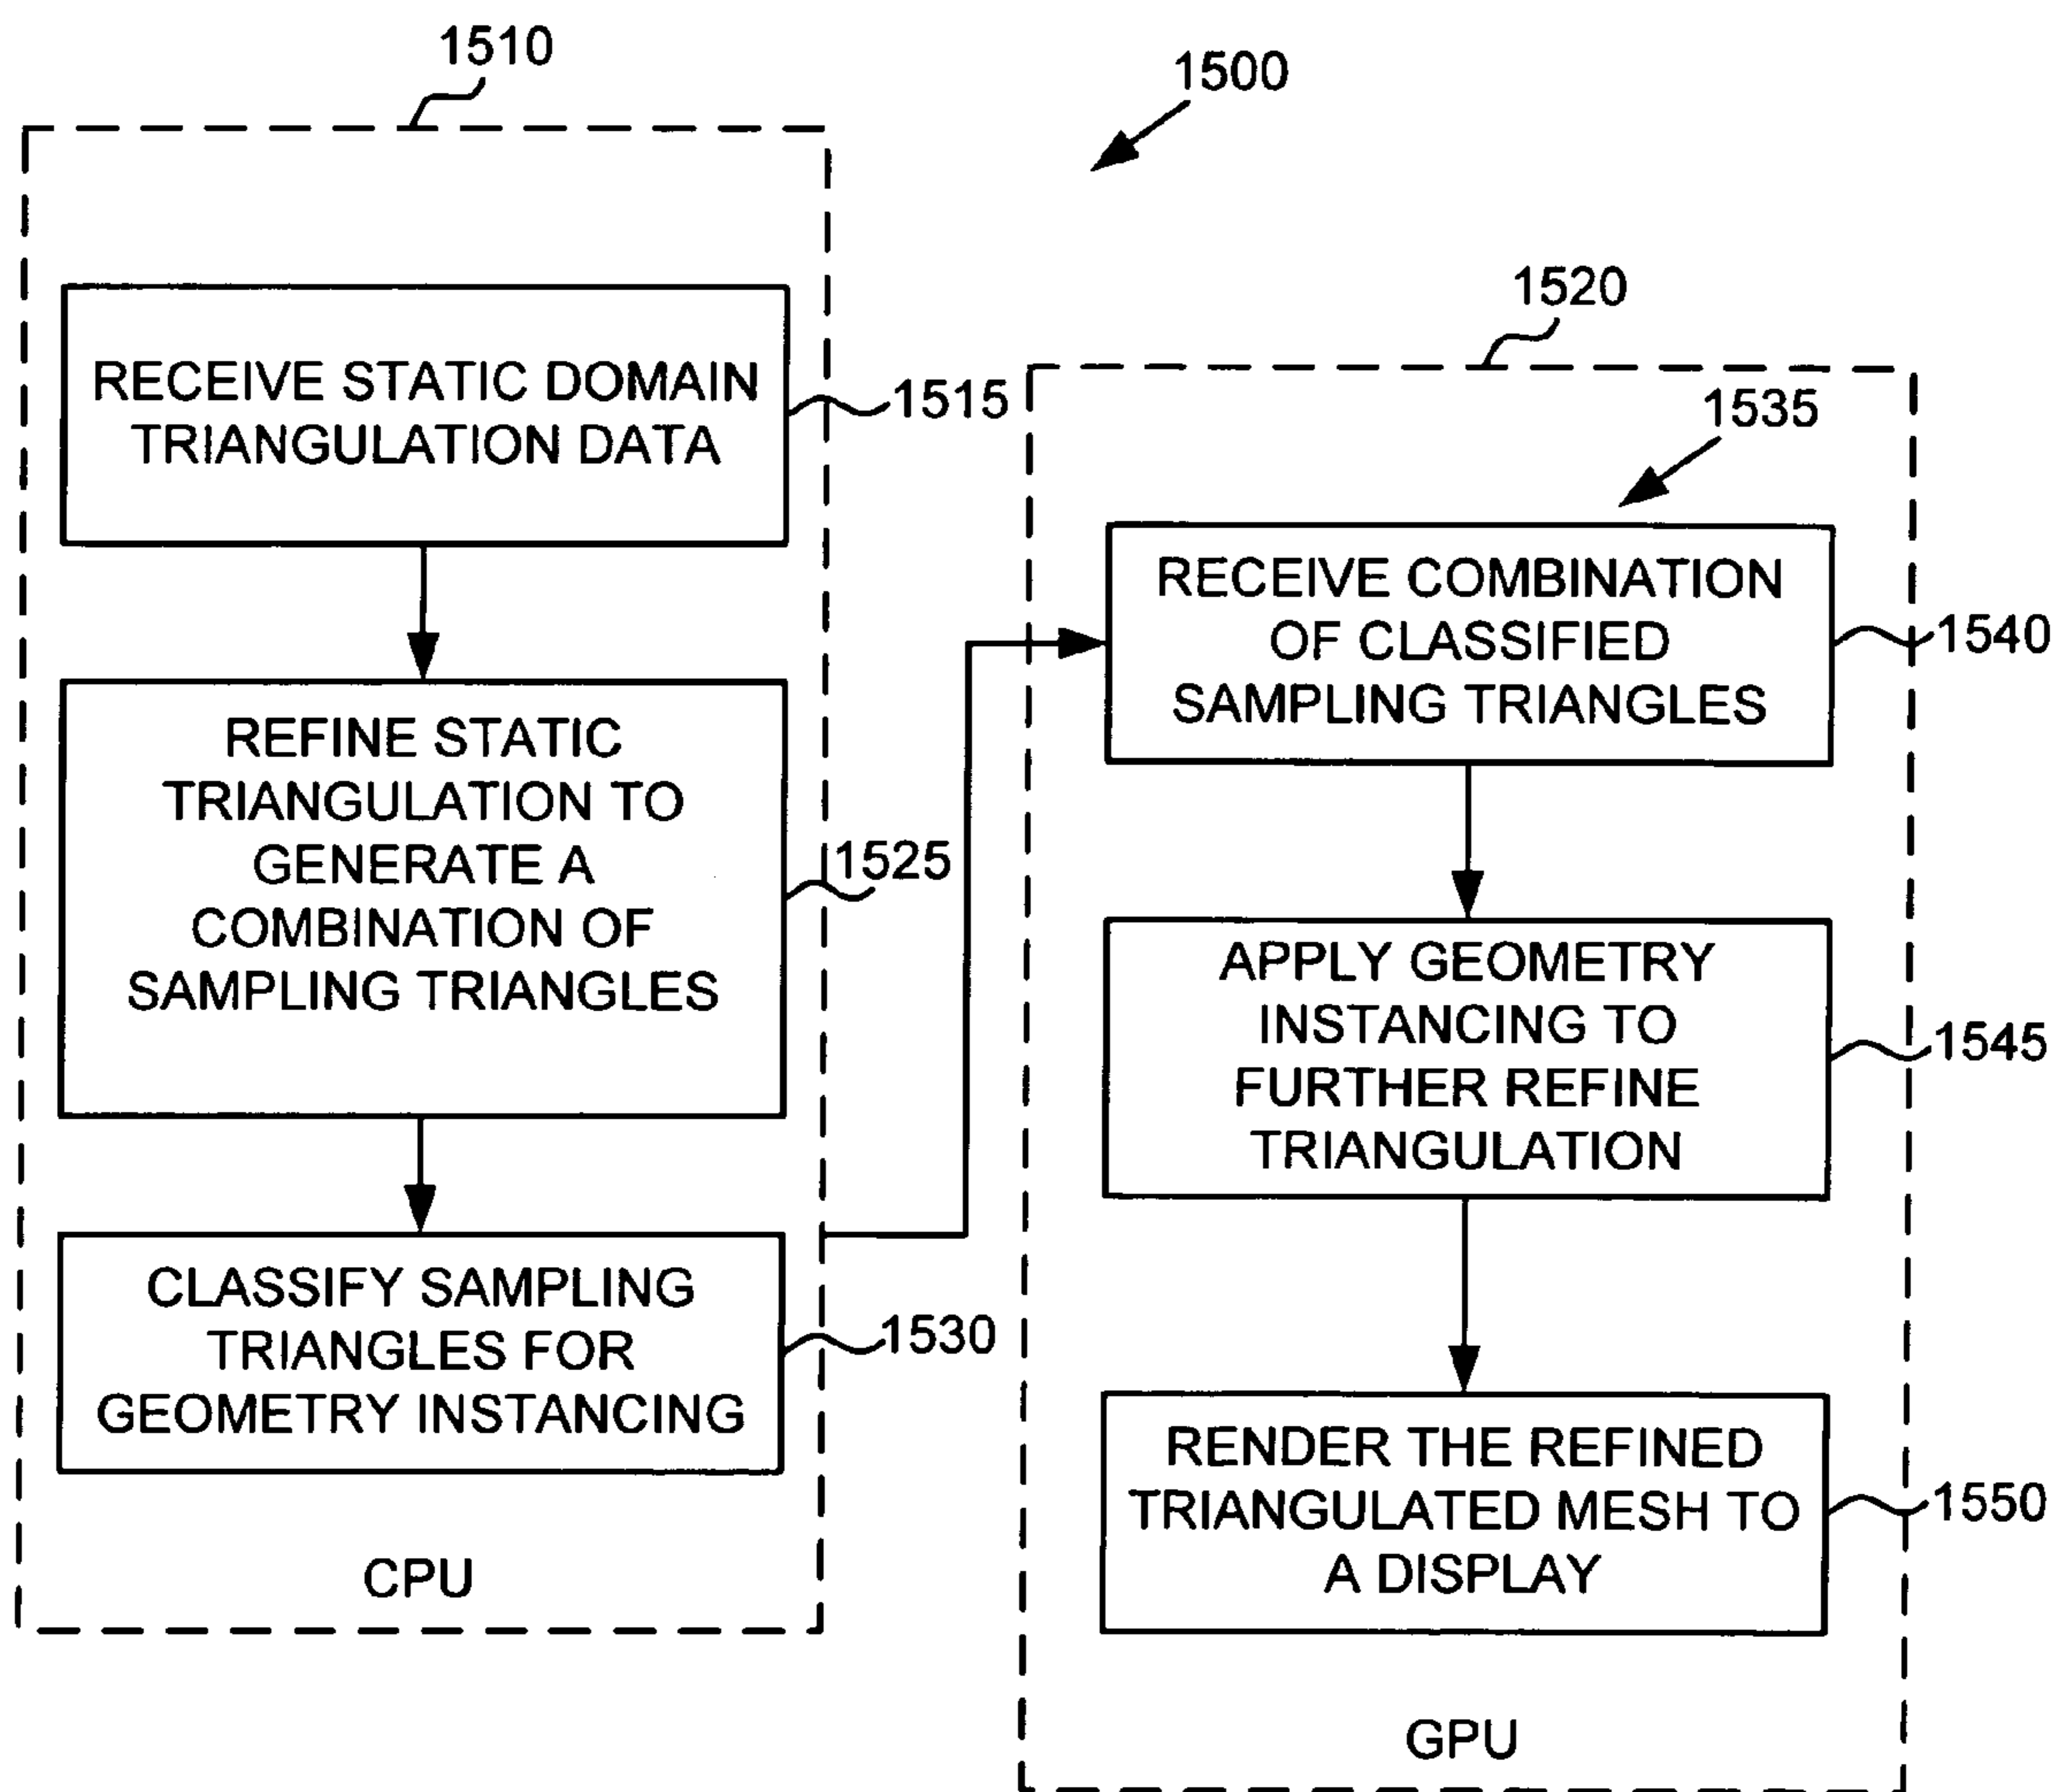 1510
1500
RECEIVE STATIC DOMAIN
TRIANGULATION DATA
1515
REFINE STATIC
TRIANGULATION TO
GENERATE A
COMBINATION OF
SAMPLING TRIANGLES
1525
CLASSIFY SAMPLING
TRIANGLES FOR
GEOMETRY INSTANCING
1530
CPU
1520
1535
RECEIVE COMBINATION
OF CLASSIFIED
SAMPLING TRIANGLES
1540
APPLY GEOMETRY
INSTANCING TO
FURTHER REFINE
TRIANGULATION
1545
RENDER THE REFINED
TRIANGULATED MESH TO
A DISPLAY
1550
GPU